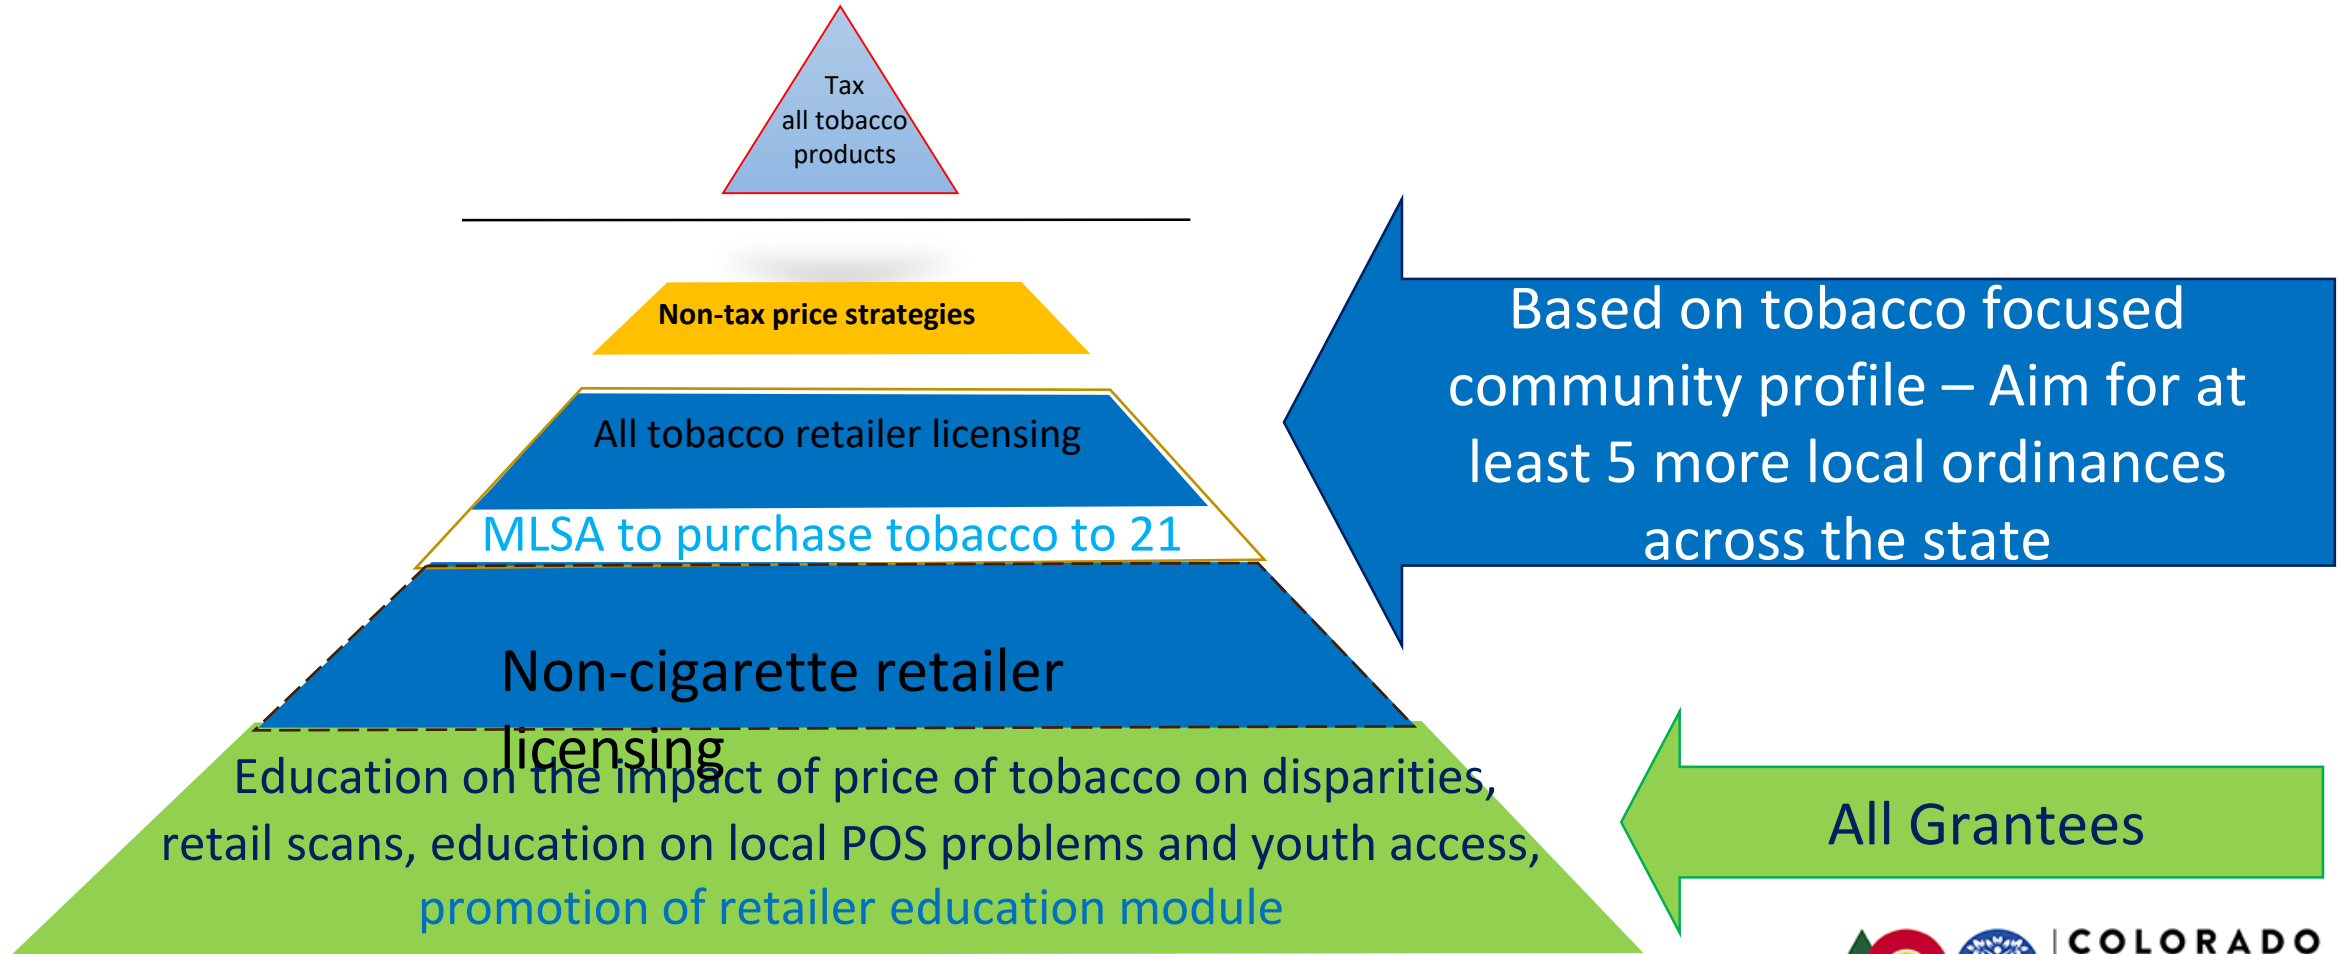 Tax
all tobacco
products
Non-tax price strategies
All tobacco retailer licensing
MLSA to purchase tobacco to 21
Non-cigarette retailer
licensing
Education on the impact of price of tobacco on disparities,
retail scans, education on local POS problems and youth access,
promotion of retailer education module
Based on tobacco focused
community profile – Aim for at
least 5 more local ordinances
across the state
All Grantees
COLORADO